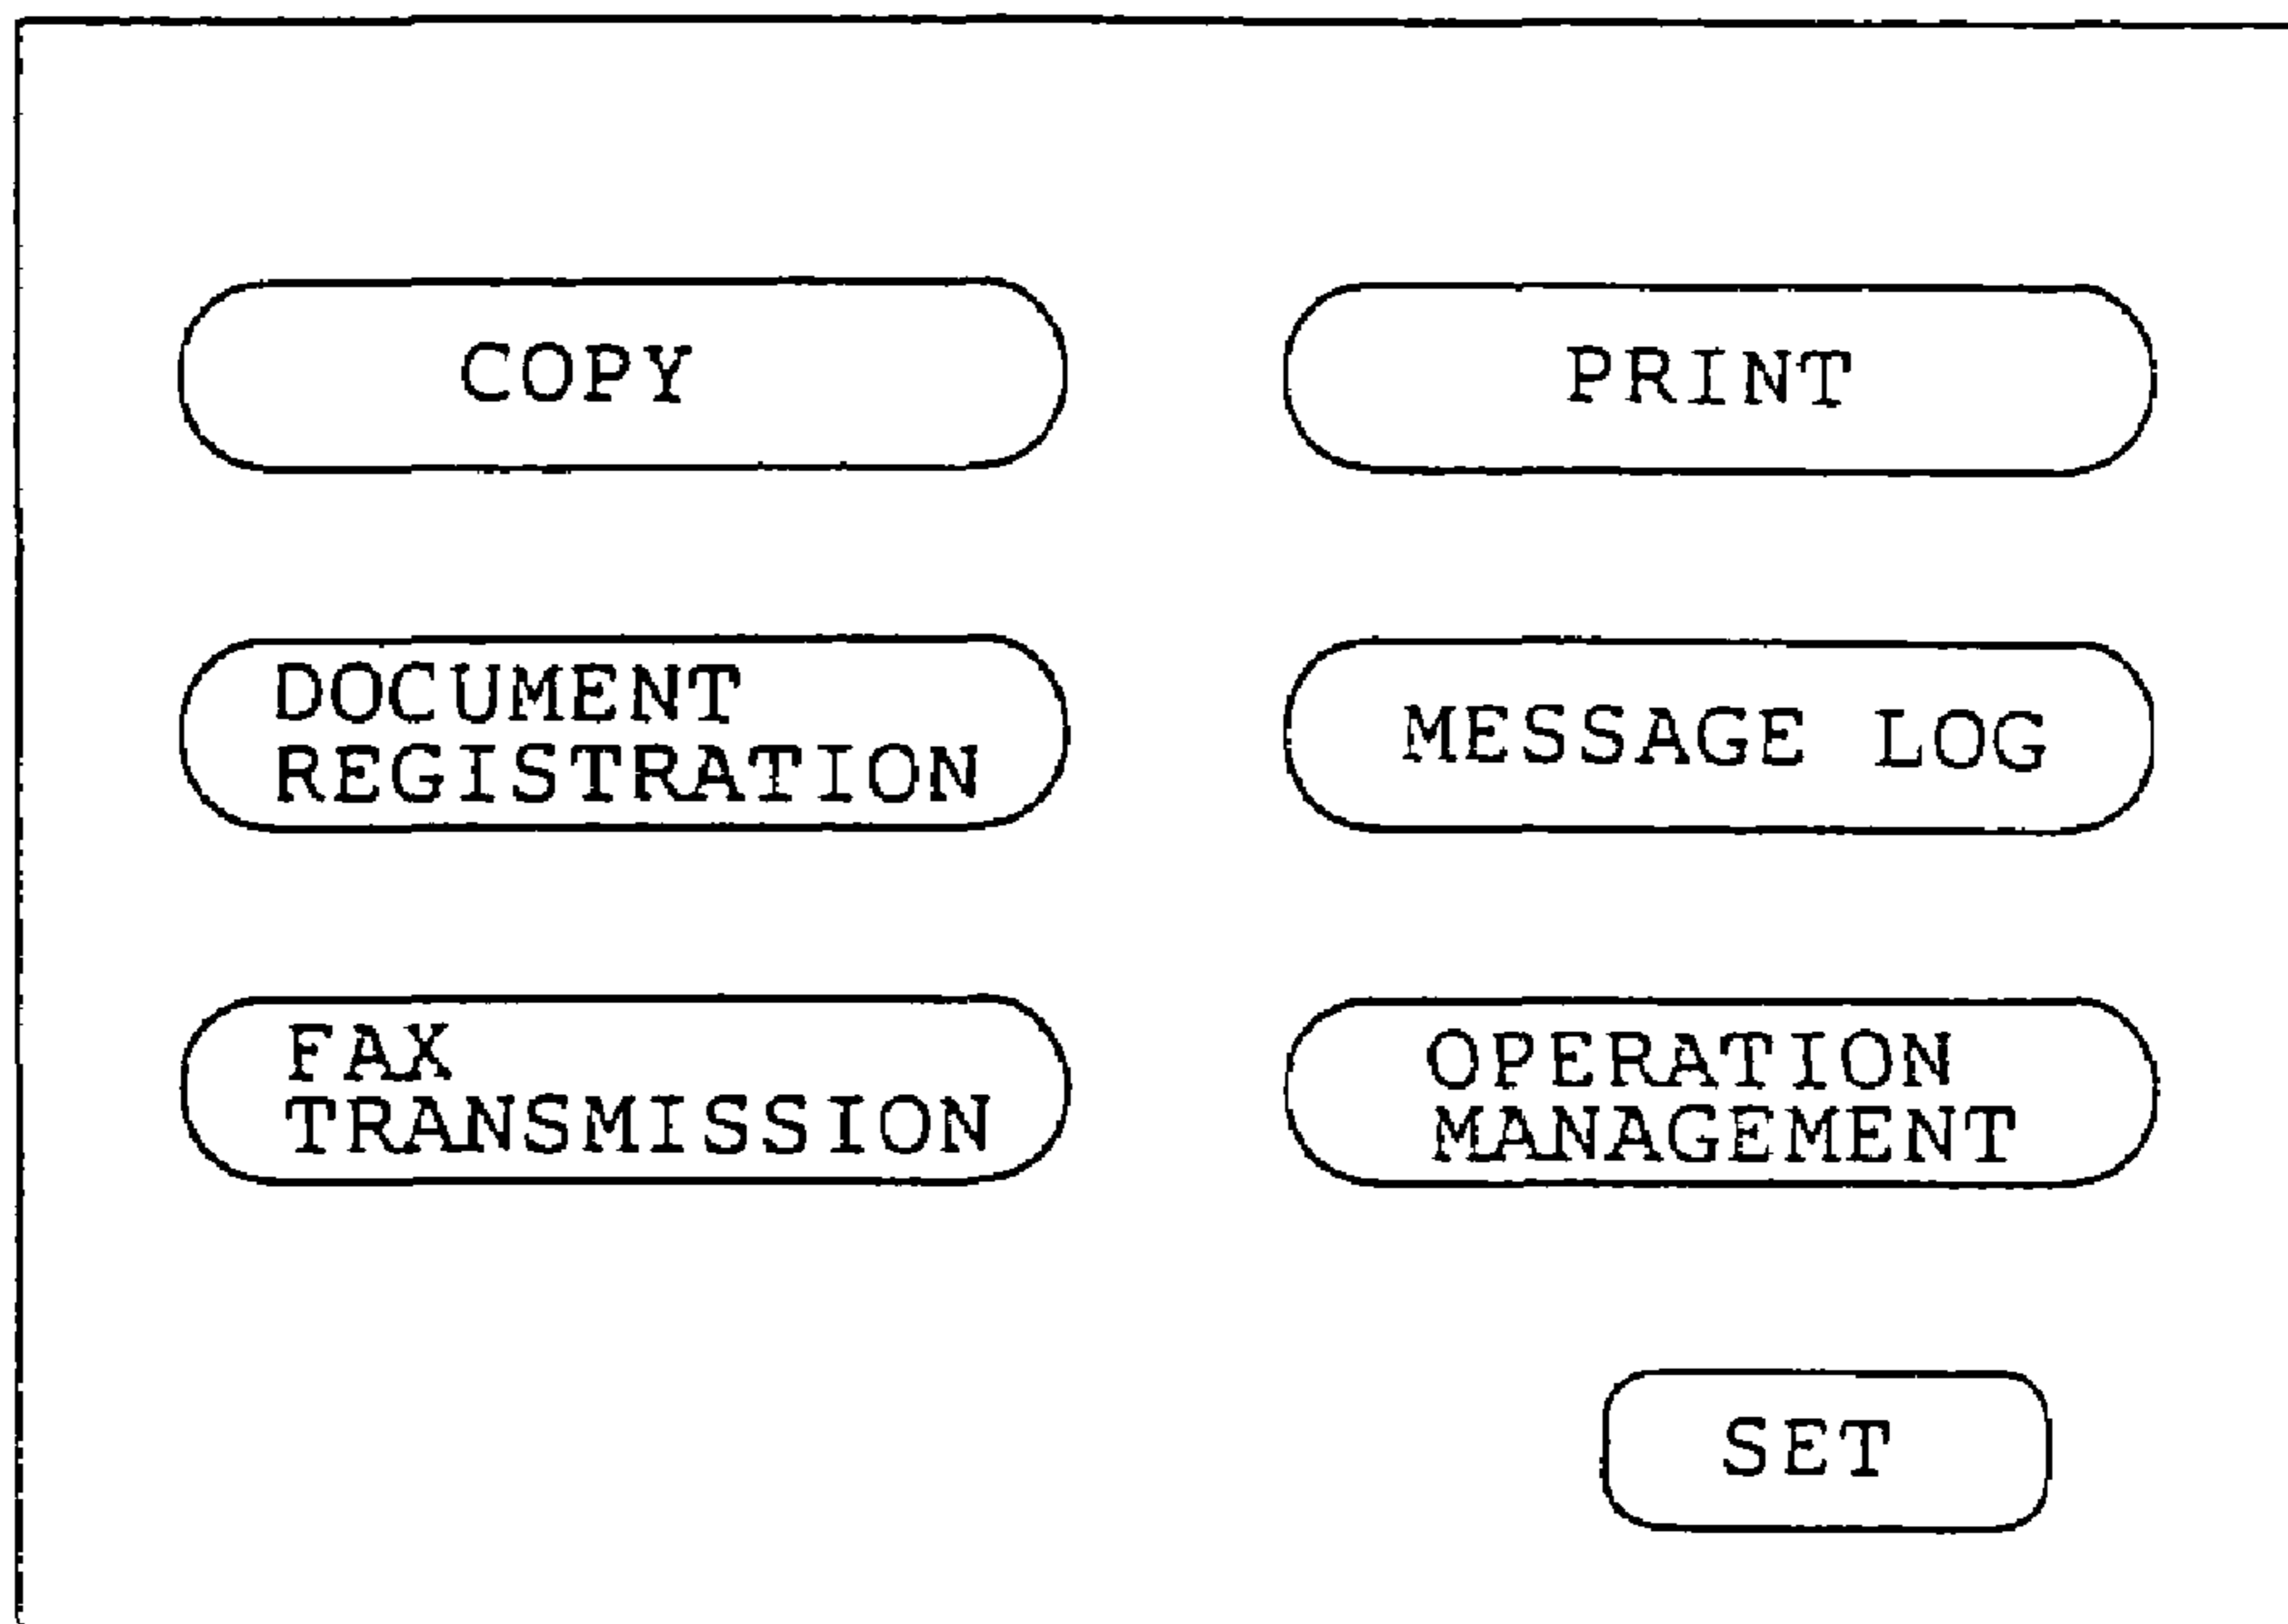 COPY
PRINT
DOCUMENT
REGISTRATION
MESSAGE LOG
FAX
TRANSMISSION
OPERATION
MANAGEMENT
SET